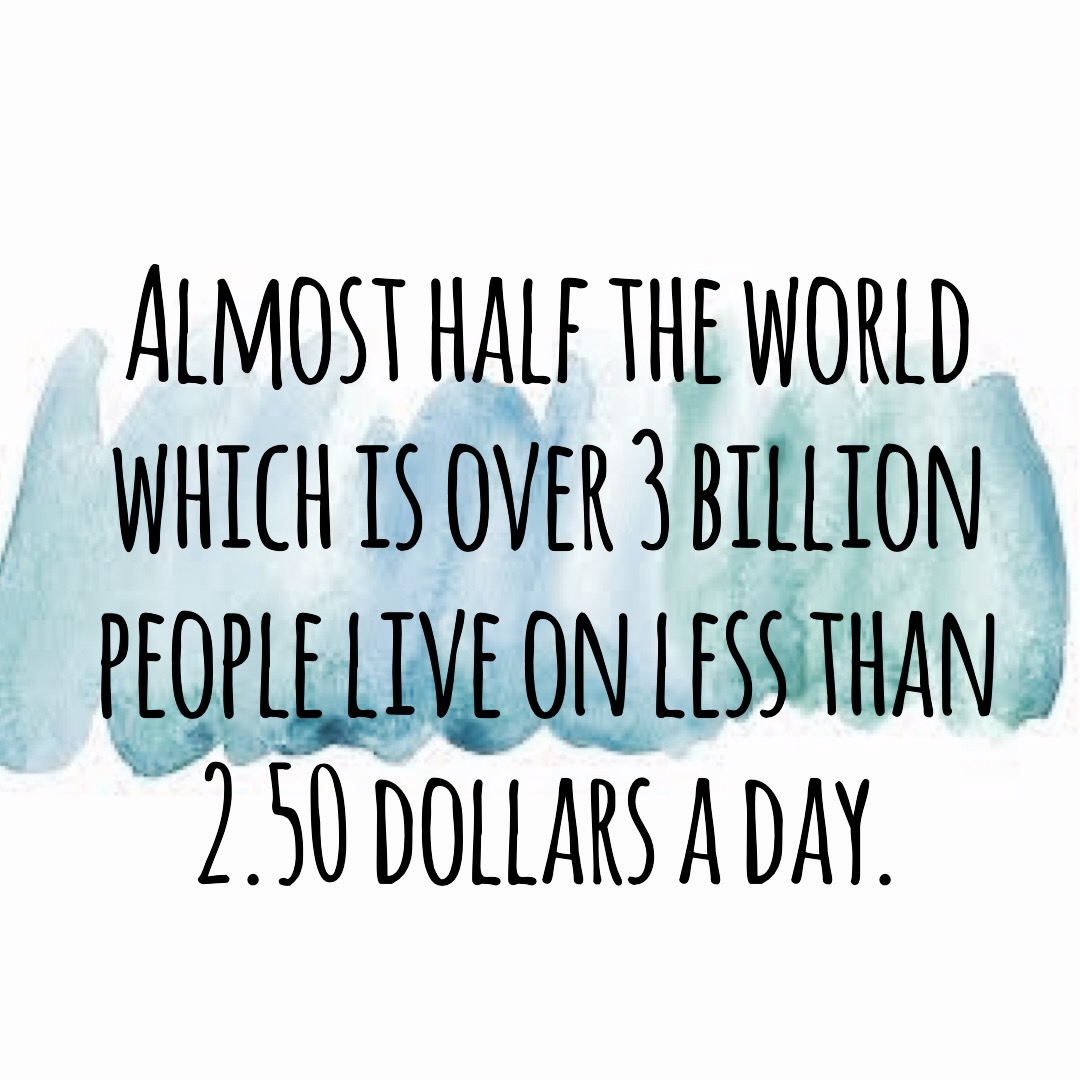 Almost half the world
which is over 3 billion
people live on less than
2.50 dollars a day.